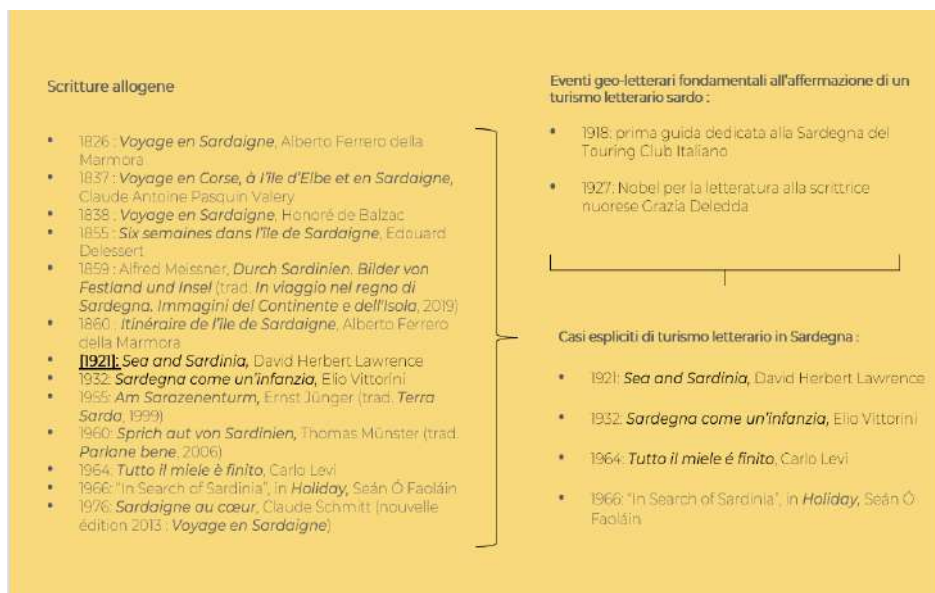 Scritture allogene
1826 : Voyage en Sardaigne, Alberto Ferrero della
Marmora
1837 : Voyage en Corse, à l'île d'Elbe et en Sardaigne,
Claude Antoine Pasquin Valery
1838 : Voyage en Sardaigne, Honoré de Balzac
1855 : Six semaines dans l'île de Sardaigne, Edouard
Delessert
1859 : Alfred Meissner, Durch Sardinien. Bilder von
Festland und Insel (trad. In viaggio nel regno di
Sardegna. Immagini del Continente e dell'Isola, 2019)
1860 : Itinéraire de l'île de Sardaigne, Alberto Ferrero
della Marmora
[1921]: Sea and Sardinia, David Herbert Lawrence
1932: Sardegna come un'infanzia, Elio Vittorini
1955: Am Sarazenenturm, Ernst Jünger (trad. Terra
Sarda, 1999)
1960: Sprich aut von Sardinien, Thomas Münster (trad.
Parlane bene, 2006)
1964: Tutto il miele è finito, Carlo Levi
1966: "In Search of Sardinia", in Holiday, Seán Ó Faoláin
1976: Sardaigne au cœur, Claude Schmitt (nouvelle
édition 2013 : Voyage en Sardaigne)
Eventi geo-letterari fondamentali all'affermazione di un
turismo letterario sardo :
1918: prima guida dedicata alla Sardegna del
Touring Club Italiano
1927: Nobel per la letteratura alla scrittrice
nuorese Grazia Deledda
Casi espliciti di turismo letterario in Sardegna :
1921: Sea and Sardinia, David Herbert Lawrence
1932: Sardegna come un'infanzia, Elio Vittorini
1964: Tutto il miele é finito, Carlo Levi
1966: "In Search of Sardinia", in Holiday, Seán Ó
Faoláin